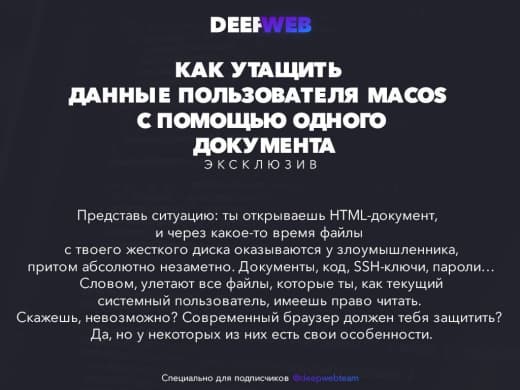 DEEPWEB
КАК УТАЩИТЬ
ДАННЫЕ ПОЛЬЗОВАТЕЛЯ MACOS
С ПОМОЩЬЮ ОДНОГО
ДОКУМЕНТА
ЭКСКЛЮЗИВ
Представь ситуацию: ты открываешь HTML-документ,
и через какое-то время файлы
с твоего жесткого диска оказываются у злоумышленника,
притом абсолютно незаметно. Документы, код, SSH-ключи, пароли...
Словом, улетают все файлы, которые ты, как текущий
системный пользователь, имеешь право читать.
Скажешь, невозможно? Современный браузер должен тебя защитить?
Да, но у некоторых из них есть свои особенности.
Специально для подписчиков @deepwebteam